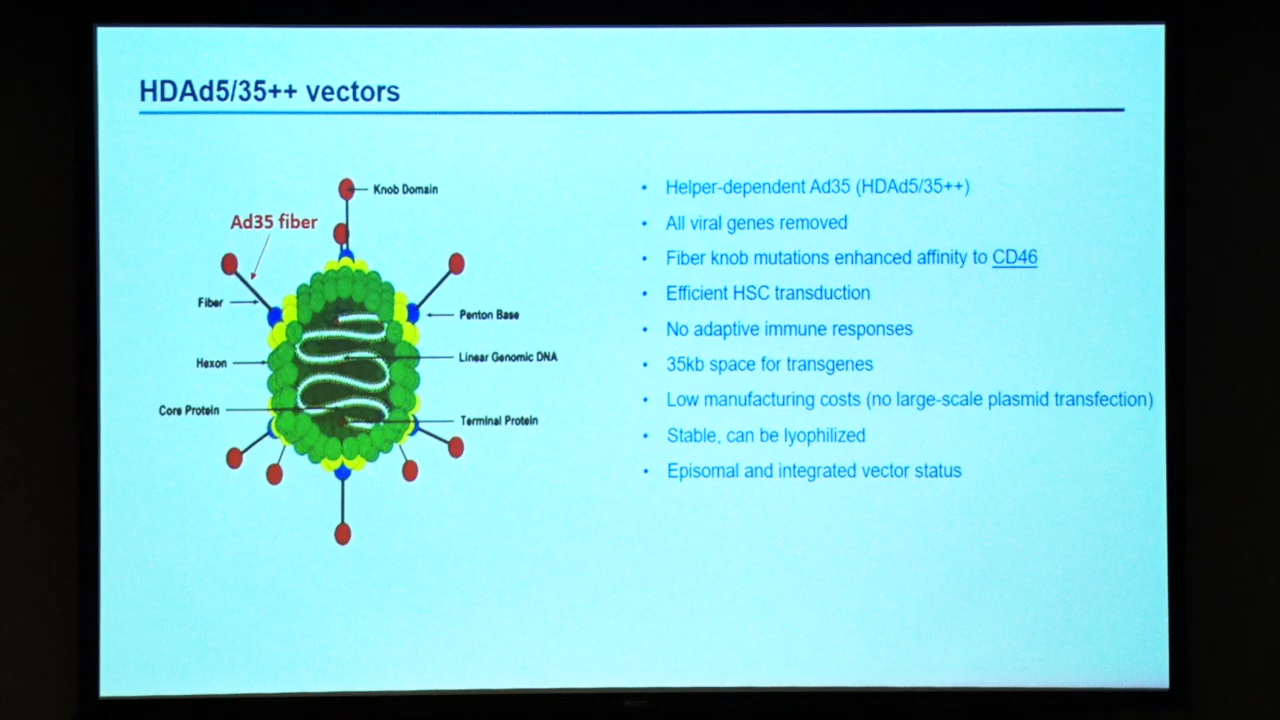 HDAd5/35++ vectors
Knob Domain
Ad35 fiber
Fiber
Penton Base
Hexon
Linear Genomic DNA
Core Protein
Terminal Protein
• Helper-dependent Ad35 (HDAd5/35++)
• All viral genes removed
• Fiber knob mutations enhanced affinity to CD46
• Efficient HSC transduction
• No adaptive immune responses
• 35kb space for transgenes
• Low manufacturing costs (no large-scale plasmid transfection)
• Stable, can be lyophilized
• Episomal and integrated vector status